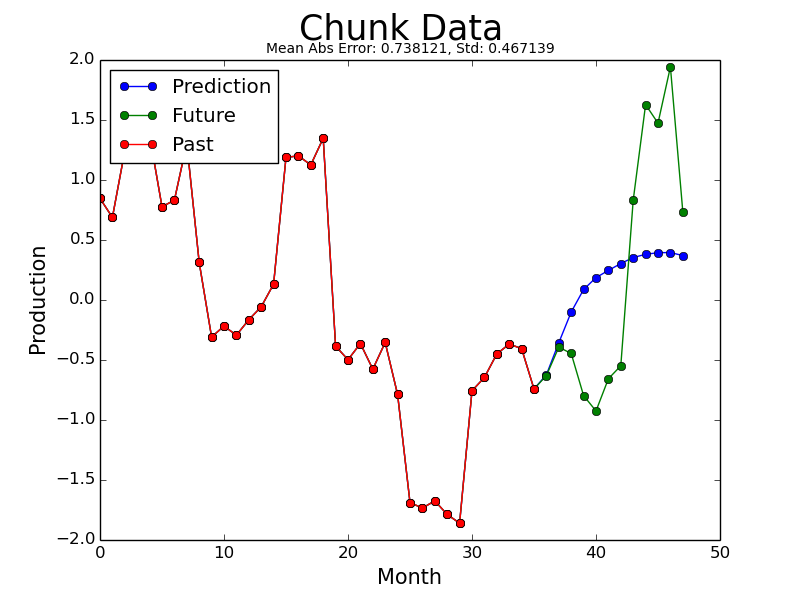 Chunk Data
Mean Abs Error: 0.738121, Std: 0.467139
Prediction
Future
Past
2.0
1.5
1.0
0.5
0.0
−0.5
−1.0
−1.5
−2.0
Production
0 10 20 30 40 50
Month